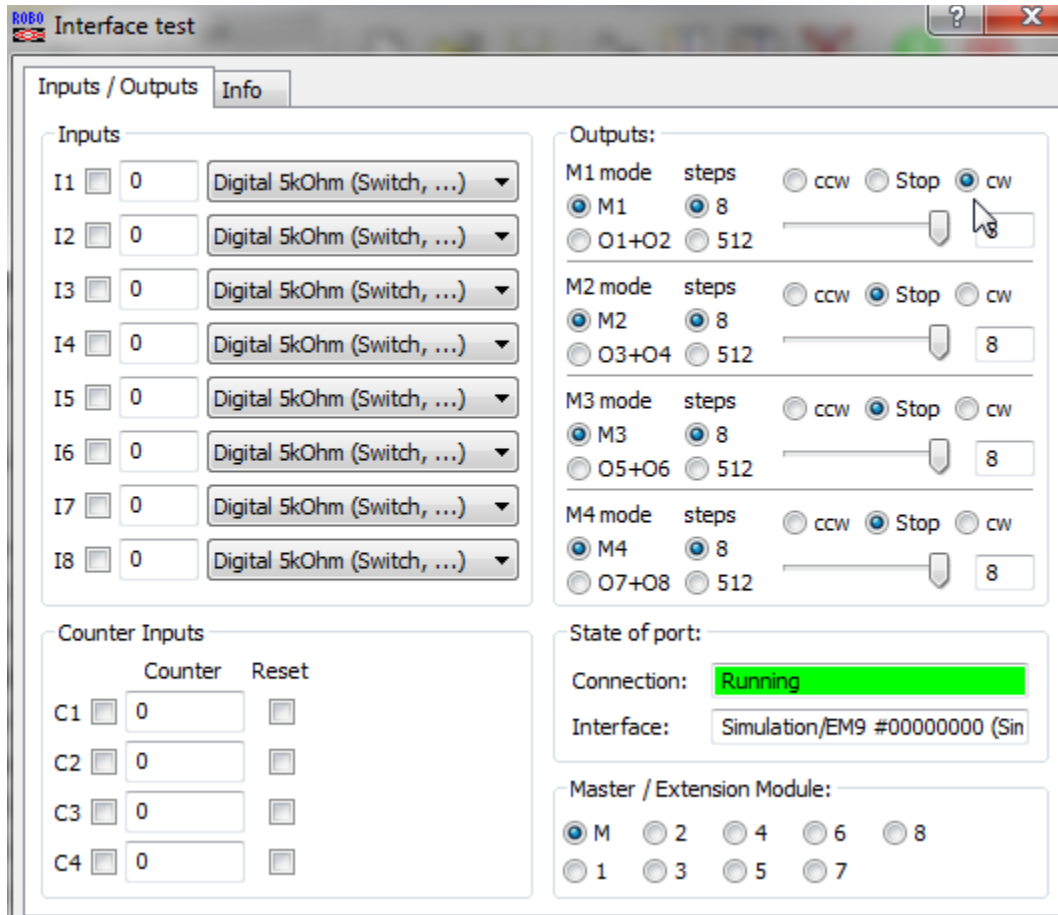 ROBO Interface test
?
X
Inputs / Outputs Info
Inputs
I1 0 Digital 5kOhm (Switch, ...)
I2 0 Digital 5kOhm (Switch, ...)
I3 0 Digital 5kOhm (Switch, ...)
I4 0 Digital 5kOhm (Switch, ...)
I5 0 Digital 5kOhm (Switch, ...)
I6 0 Digital 5kOhm (Switch, ...)
I7 0 Digital 5kOhm (Switch, ...)
I8 0 Digital 5kOhm (Switch, ...)
Outputs:
M1 mode steps ccw Stop cw
M1 8
O1+O2 512 8
M2 mode steps ccw Stop cw
M2 8
O3+O4 512 8
M3 mode steps ccw Stop cw
M3 8
O5+O6 512 8
M4 mode steps ccw Stop cw
M4 8
O7+O8 512 8
Counter Inputs
Counter Reset
C1 0
C2 0
C3 0
C4 0
State of port:
Connection: Running
Interface: Simulation/EM9 #00000000 (Sin
Master / Extension Module:
M 2 4 6 8
1 3 5 7